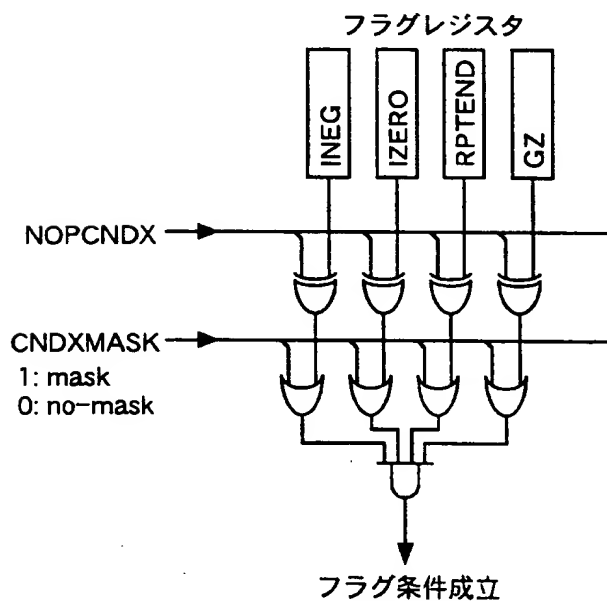 フラグレジスタ
INEG
IZERO
RPTEND
GZ
NOPCNDX
CNDXMASK
1: mask
0: no-mask
フラグ条件成立